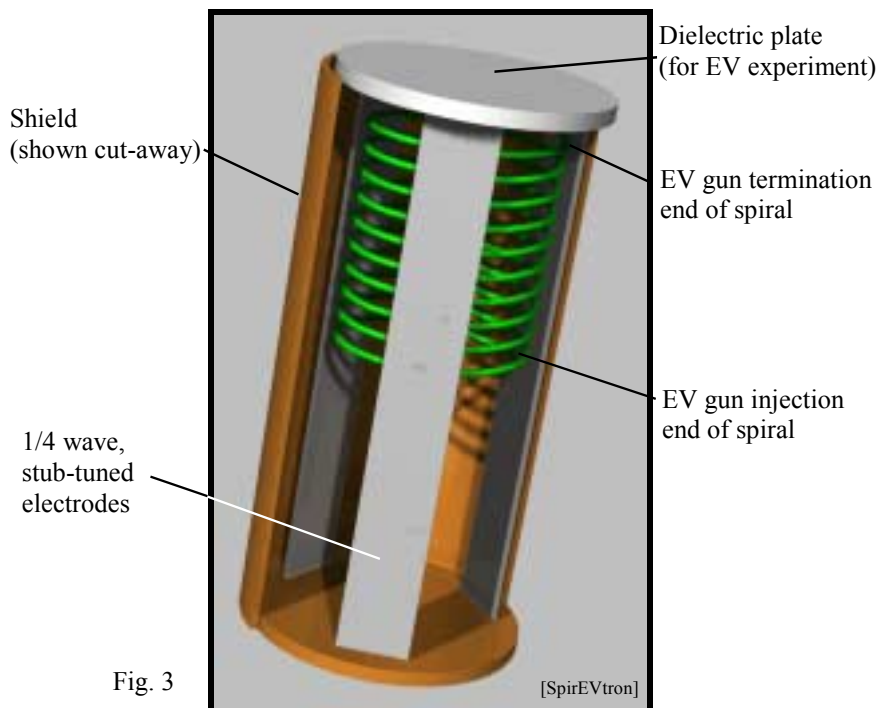 Dielectric plate
(for EV experiment)
Shield
(shown cut-away)
EV gun termination
end of spiral
EV gun injection
end of spiral
1/4 wave,
stub-tuned
electrodes
Fig. 3
[SpirEVtron]